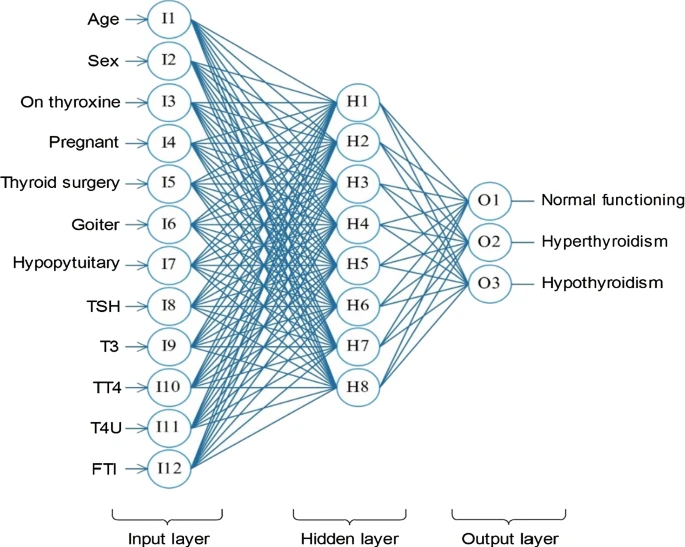 Age I1
Sex I2
On thyroxine I3 H1
Pregnant I4 H2
Thyroid surgery I5 H3 O1 Normal functioning
Goiter I6 H4 O2 Hyperthyroidism
Hypopytuitary I7 H5 O3 Hypothyroidism
TSH I8 H6
T3 I9 H7
TT4 I10 H8
T4U I11
FTI I12
Input layer Hidden layer Output layer